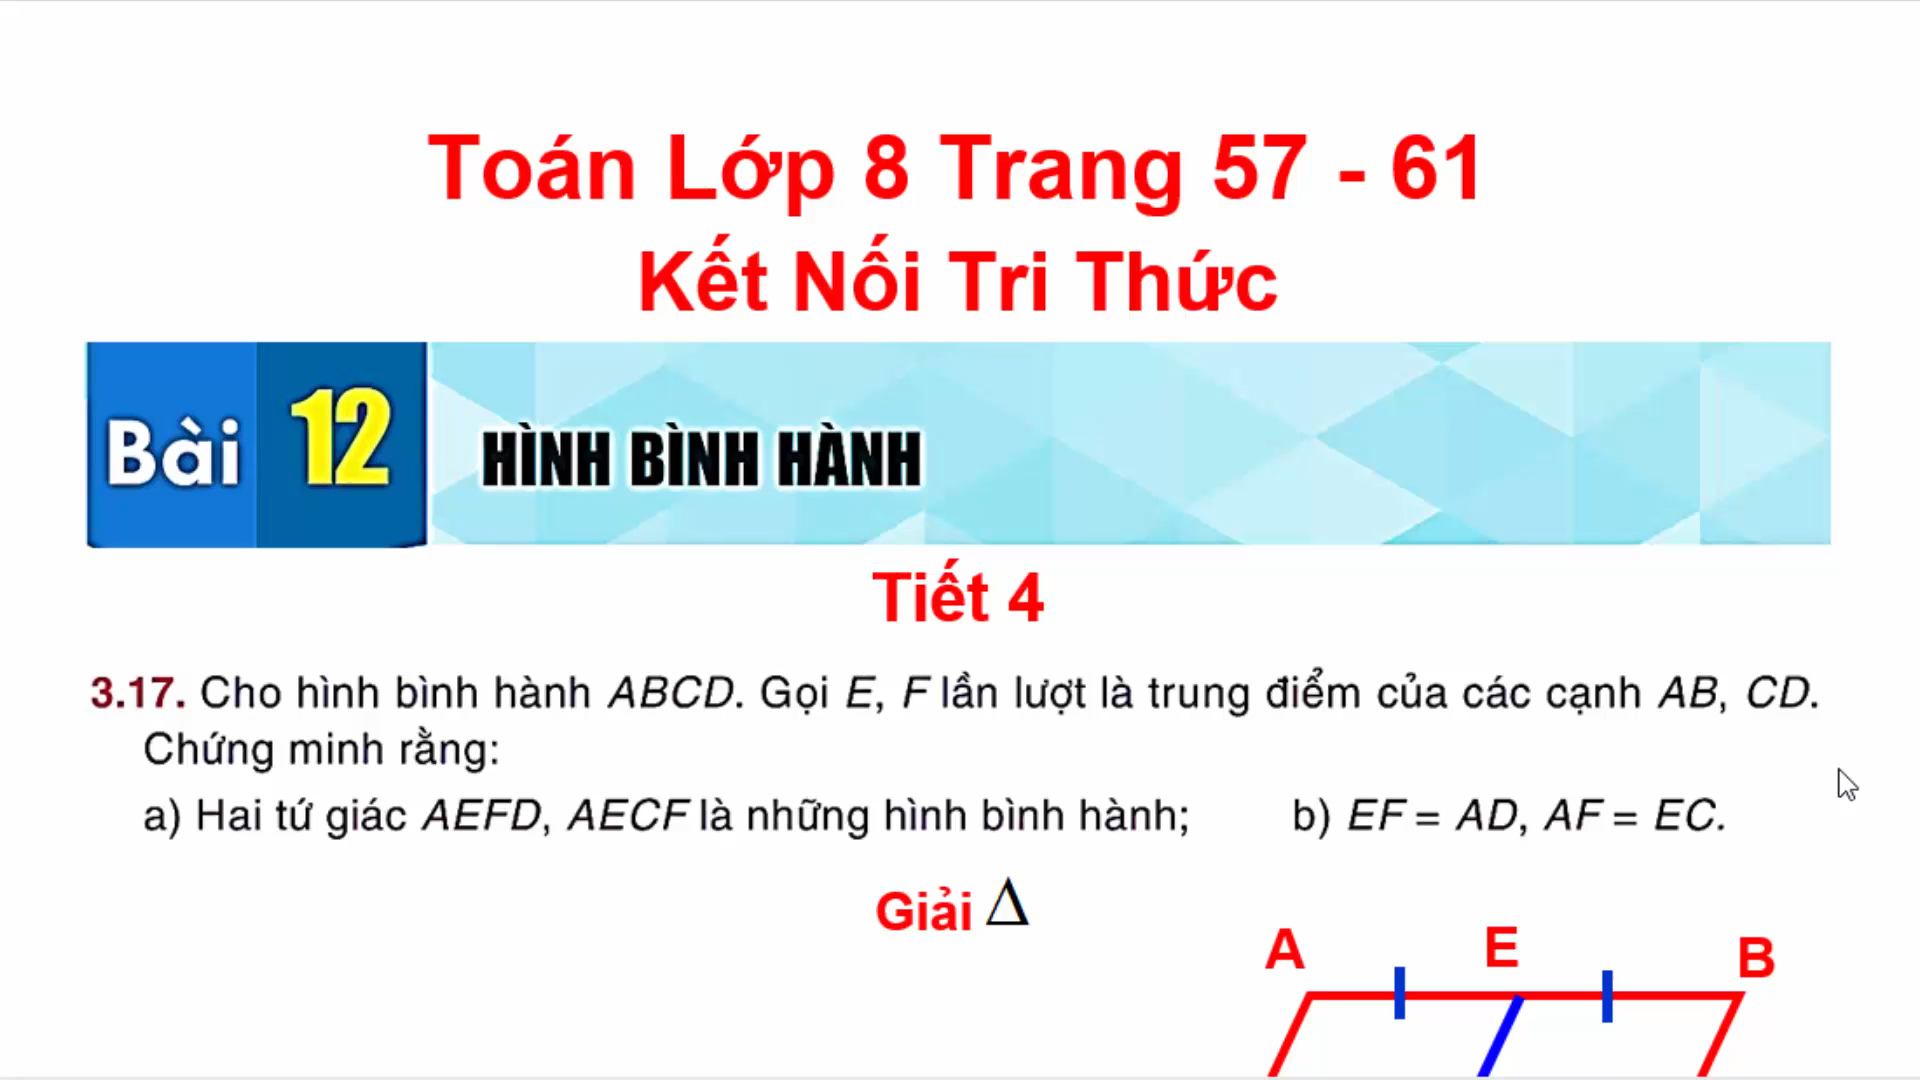 Toán Lớp 8 Trang 57 - 61
Kết Nối Tri Thức
Bài 12 HÌNH BÌNH HÀNH
Tiết 4
3.17. Cho hình bình hành ABCD. Gọi E, F lần lượt là trung điểm của các cạnh AB, CD.
Chứng minh rằng:
a) Hai tứ giác AEFD, AECF là những hình bình hành; b) EF = AD, AF = EC.
Giải Δ
A E B